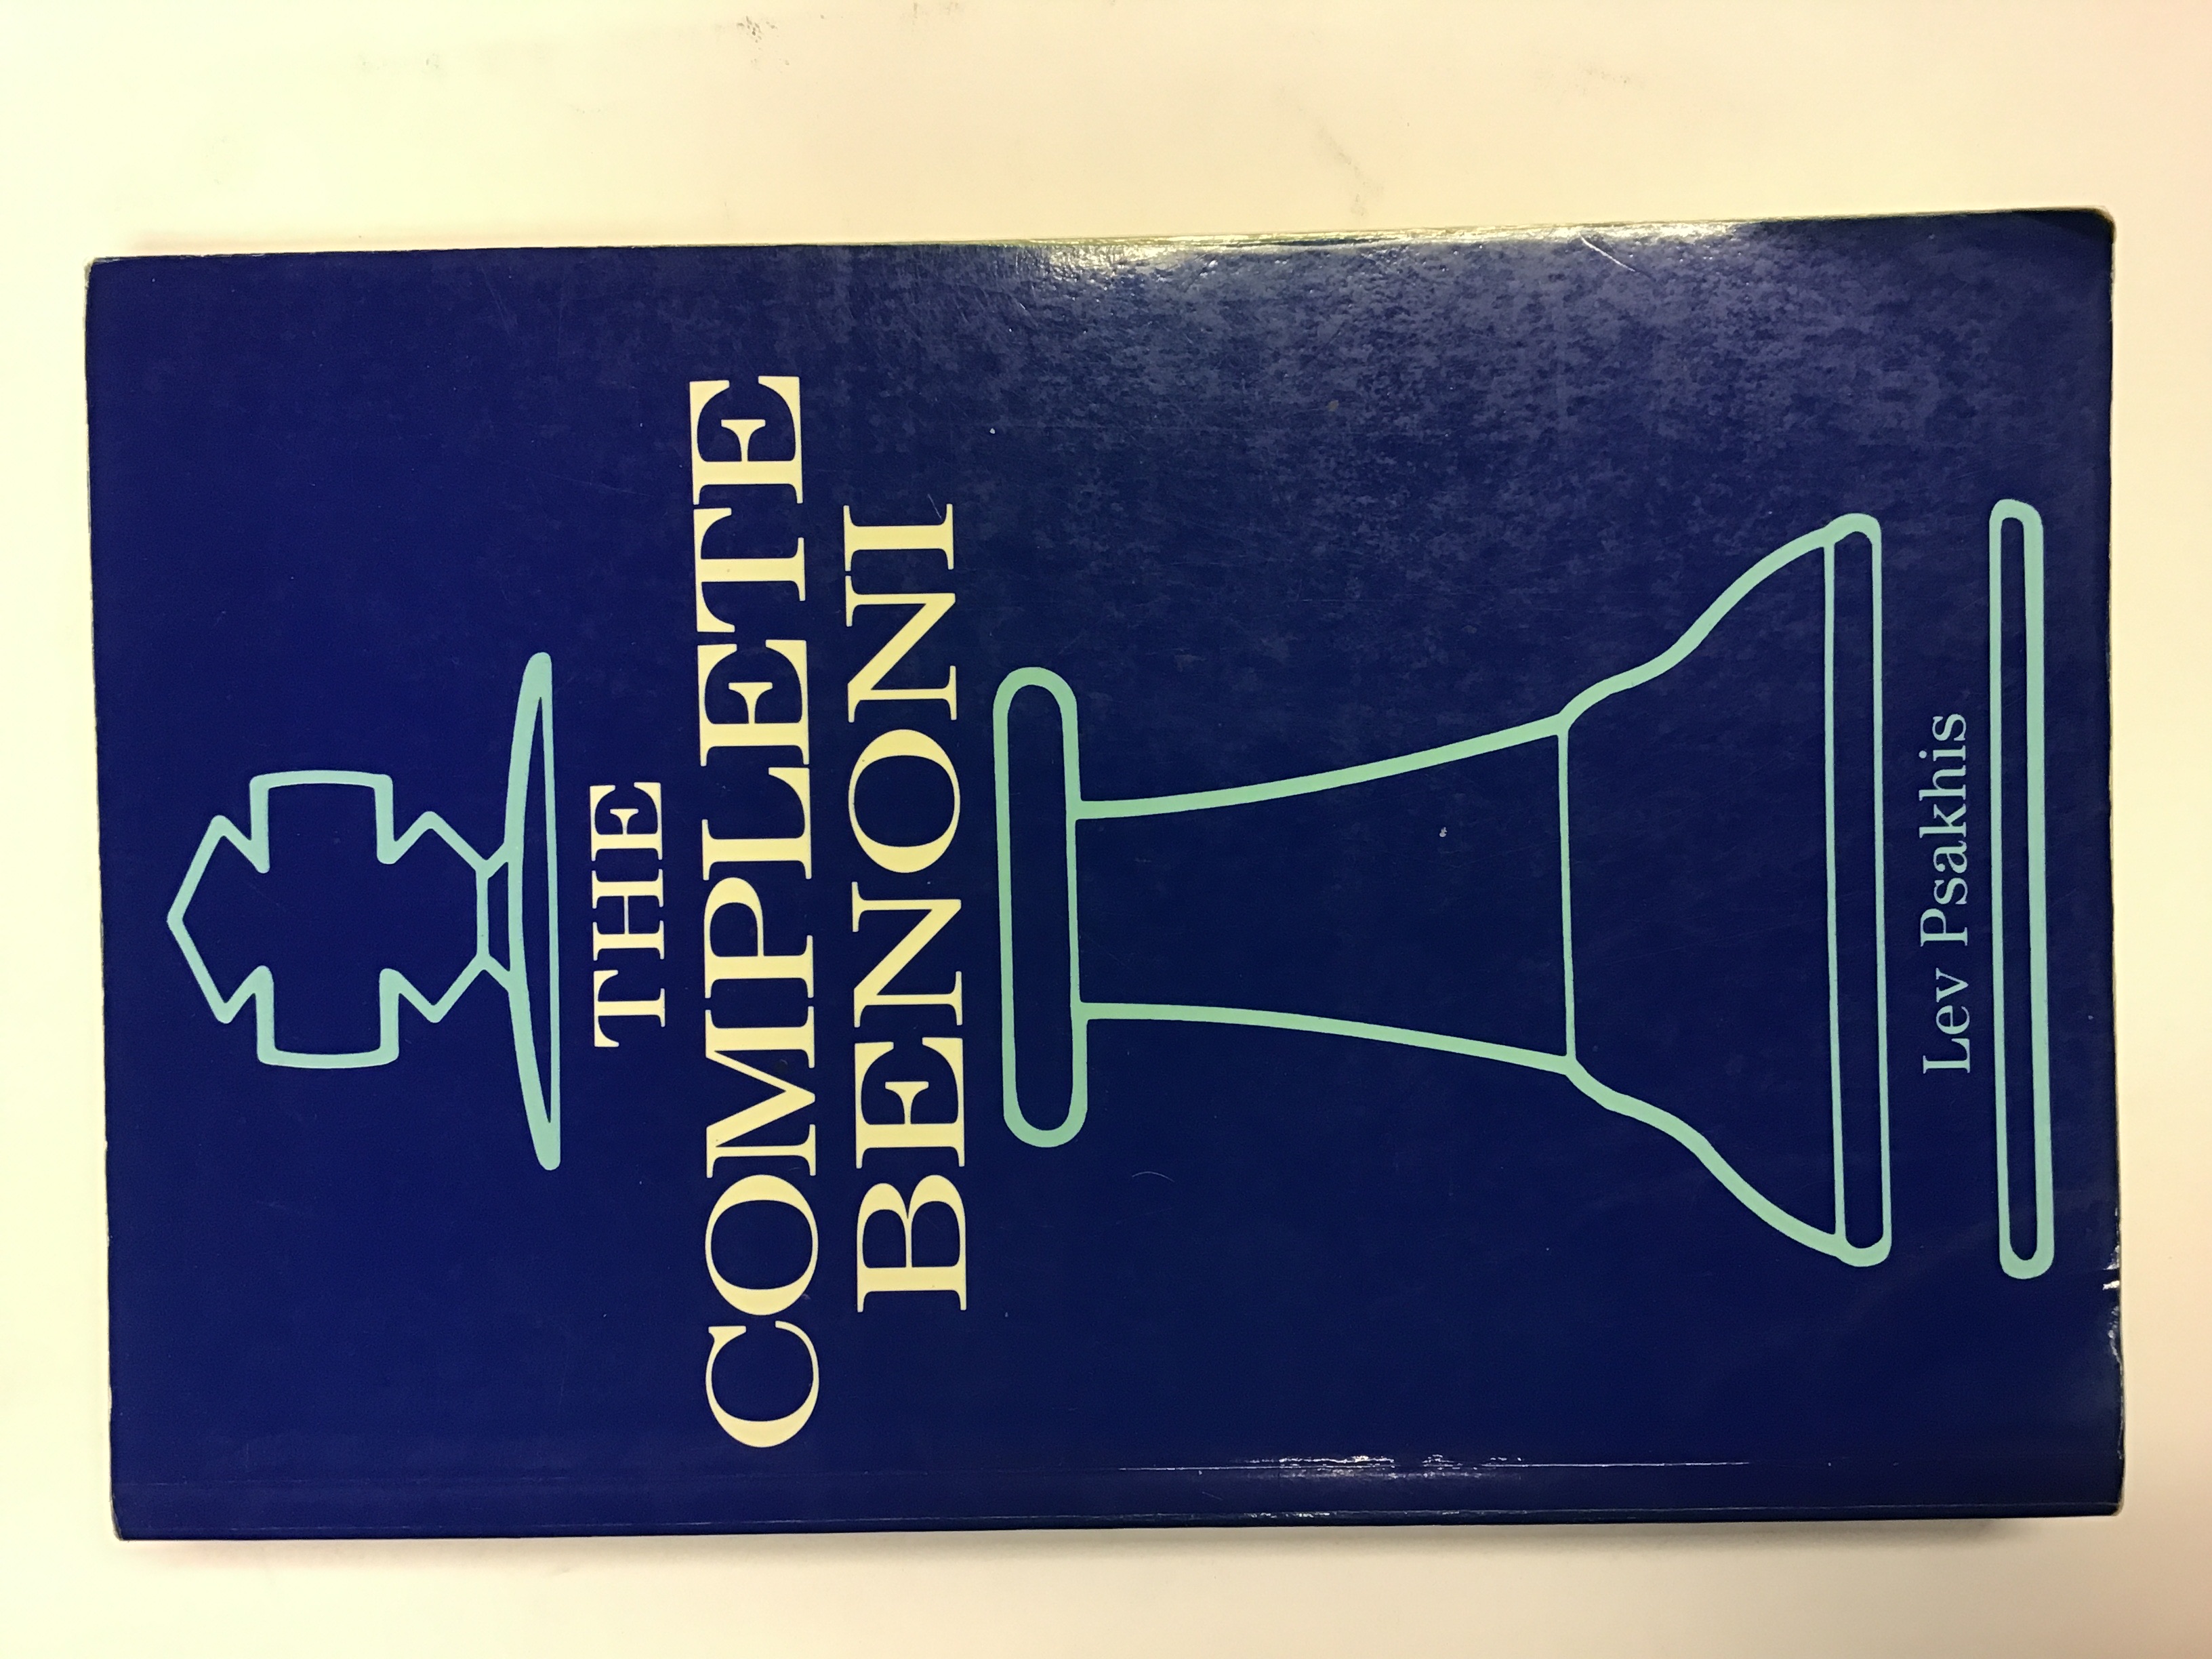 THE
COMPLETE
BENONI
Lev Psakhis